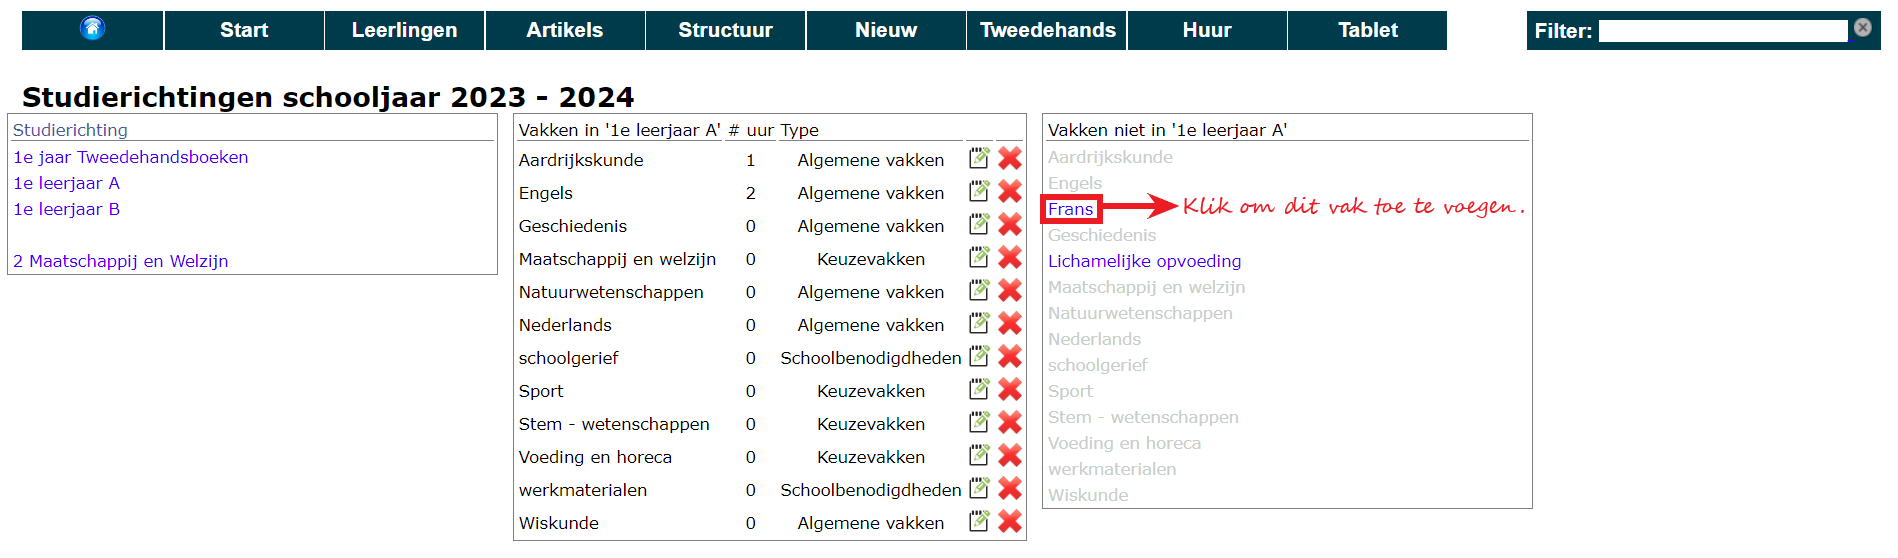 Start Leerlingen Artikels Structuur Nieuw Tweedehands Huur Tablet Filter:
Studierichtingen schooljaar 2023 - 2024
Studierichting
1e jaar Tweedehandsboeken
1e leerjaar A
1e leerjaar B
2 Maatschappij en Welzijn
Vakken in '1e leerjaar A' # uur Type
Aardrijkskunde 1 Algemene vakken
Engels 2 Algemene vakken
Geschiedenis 0 Algemene vakken
Maatschappij en welzijn 0 Keuzevakken
Natuurwetenschappen 0 Algemene vakken
Nederlands 0 Algemene vakken
schoolgerief 0 Schoolbenodigdheden
Sport 0 Keuzevakken
Stem - wetenschappen 0 Keuzevakken
Voeding en horeca 0 Keuzevakken
werkmaterialen 0 Schoolbenodigdheden
Wiskunde 0 Algemene vakken
Vakken niet in '1e leerjaar A'
Aardrijkskunde
Engels
Frans Klik om dit vak toe te voegen.
Geschiedenis
Lichamelijke opvoeding
Maatschappij en welzijn
Natuurwetenschappen
Nederlands
schoolgerief
Sport
Stem - wetenschappen
Voeding en horeca
werkmaterialen
Wiskunde